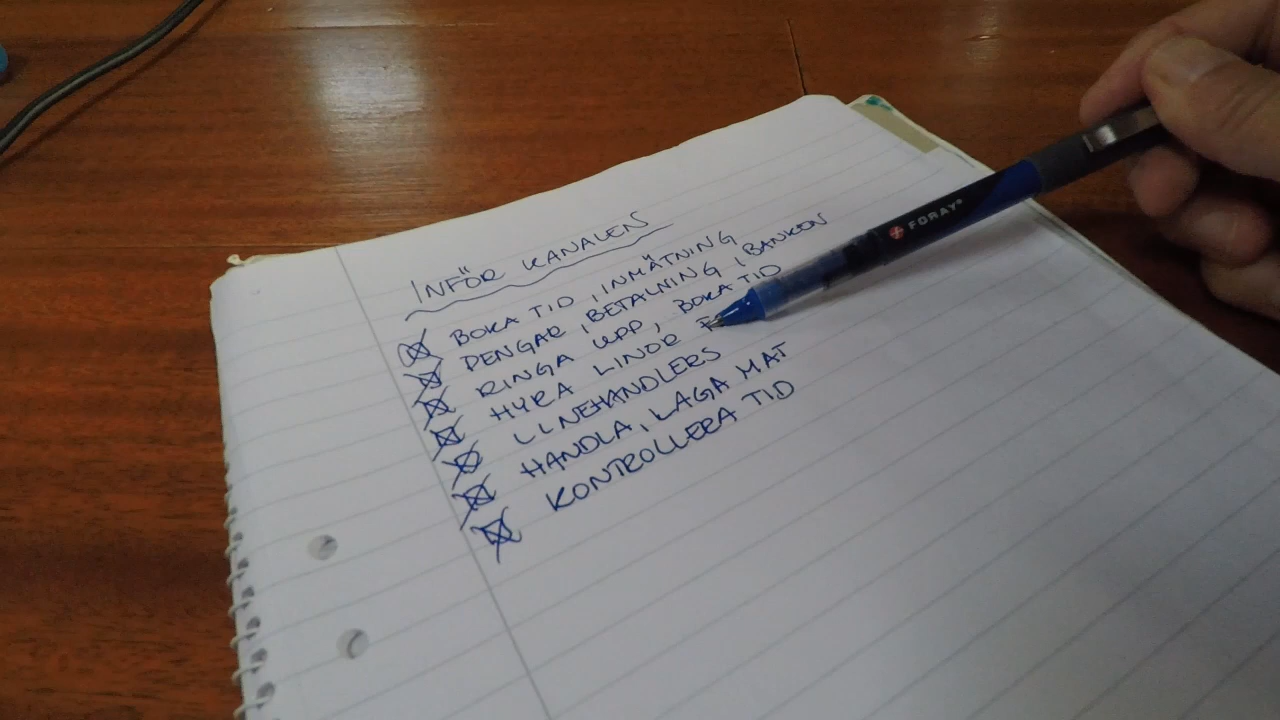 INFÖR KANALEN
BOKA TID, INMÄTNING
PENGAR, BETALNING, BANKEN
RINGA UPP, BOKA TID
HYRA LINOR
LINEHANDLERS
HANDLA, LAGA MAT
KONTROLLERA TID
FORAY